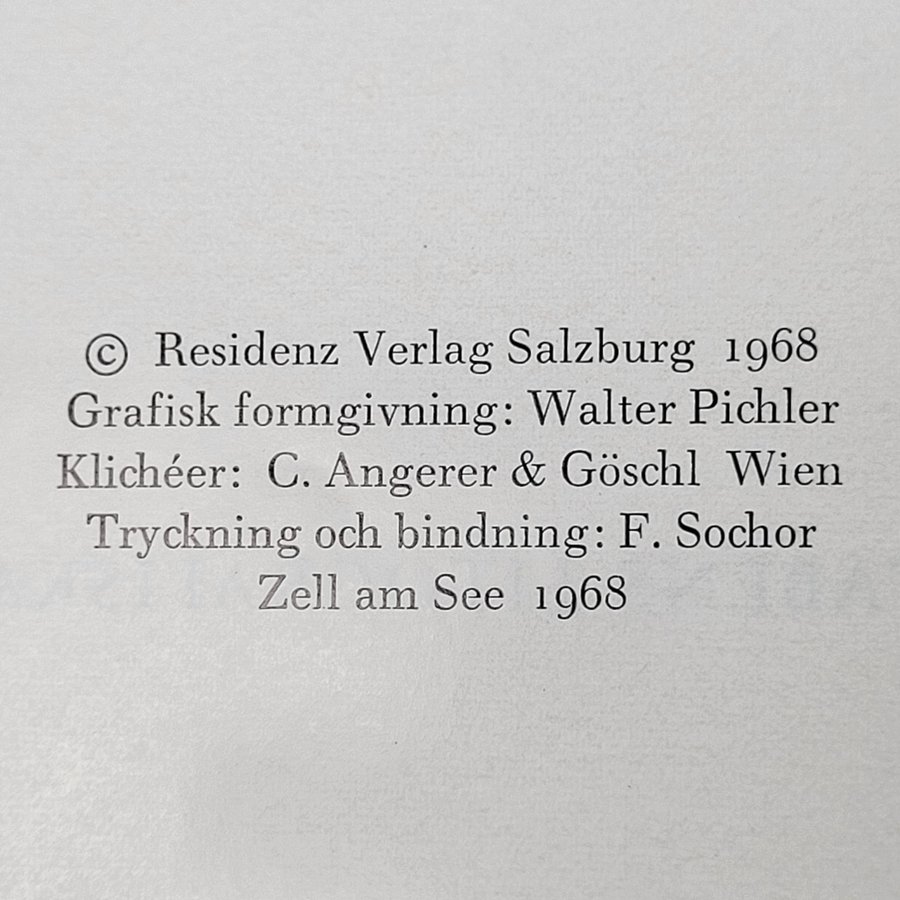 © Residenz Verlag Salzburg 1968
Grafisk formgivning: Walter Pichler
Klichéer: C. Angerer & Göschl Wien
Tryckning och bindning: F. Sochor
Zell am See 1968